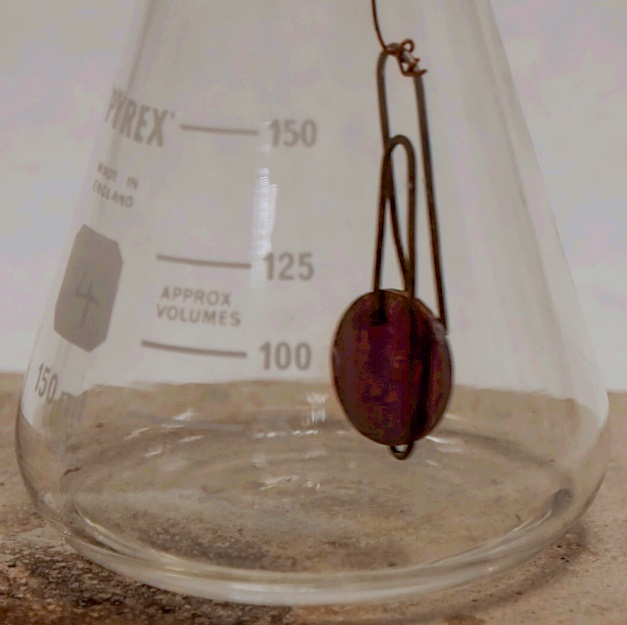 PYREX®
150
MADE IN
ENGLAND
125
4
APPROX
VOLUMES
100
150 ml